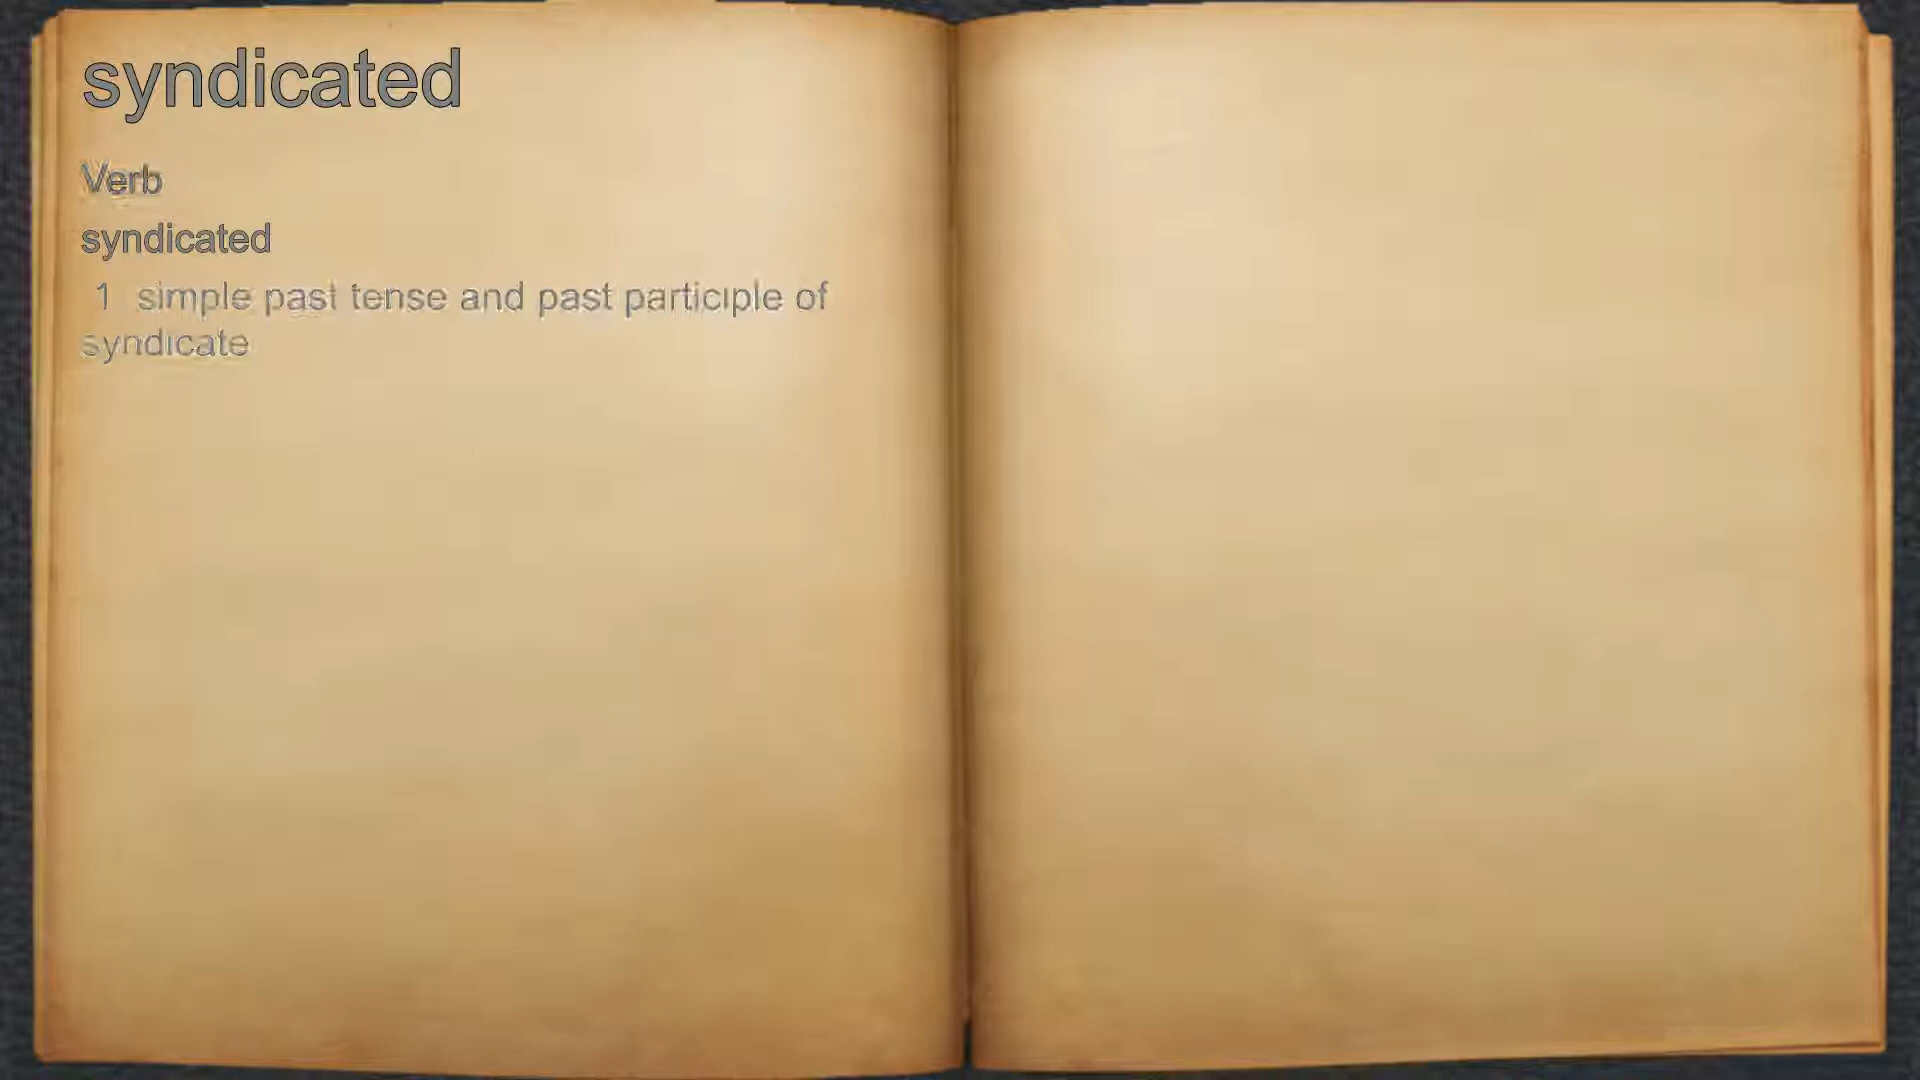 syndicated
Verb
syndicated
1 simple past tense and past participle of
syndicate